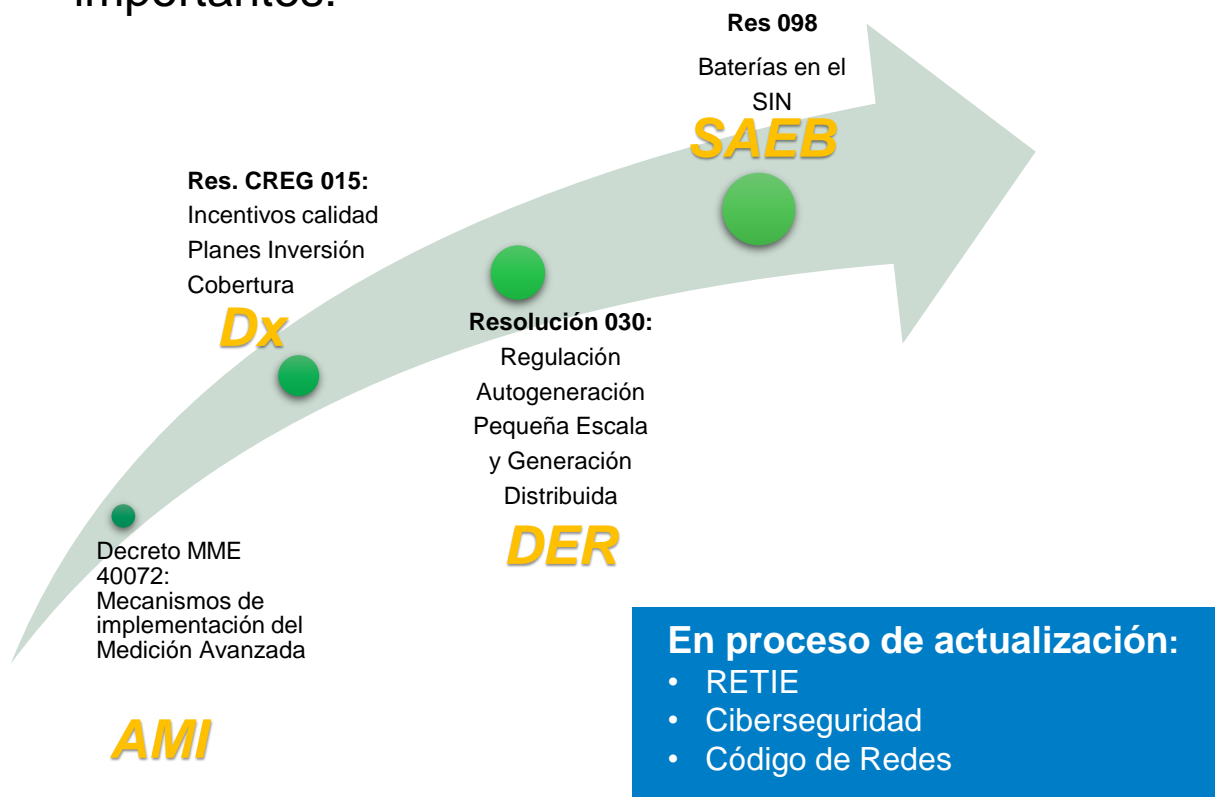 importantos:
Res 098
Baterías en el
SIN
SAEB
Res. CREG 015:
Incentivos calidad
Planes Inversión
Cobertura
Dx
Resolución 030:
Regulación
Autogeneración
Pequeña Escala
y Generación
Distribuida
DER
Decreto MME
40072:
Mecanismos de
implementación del
Medición Avanzada
AMI
En proceso de actualización:
• RETIE
• Ciberseguridad
• Código de Redes